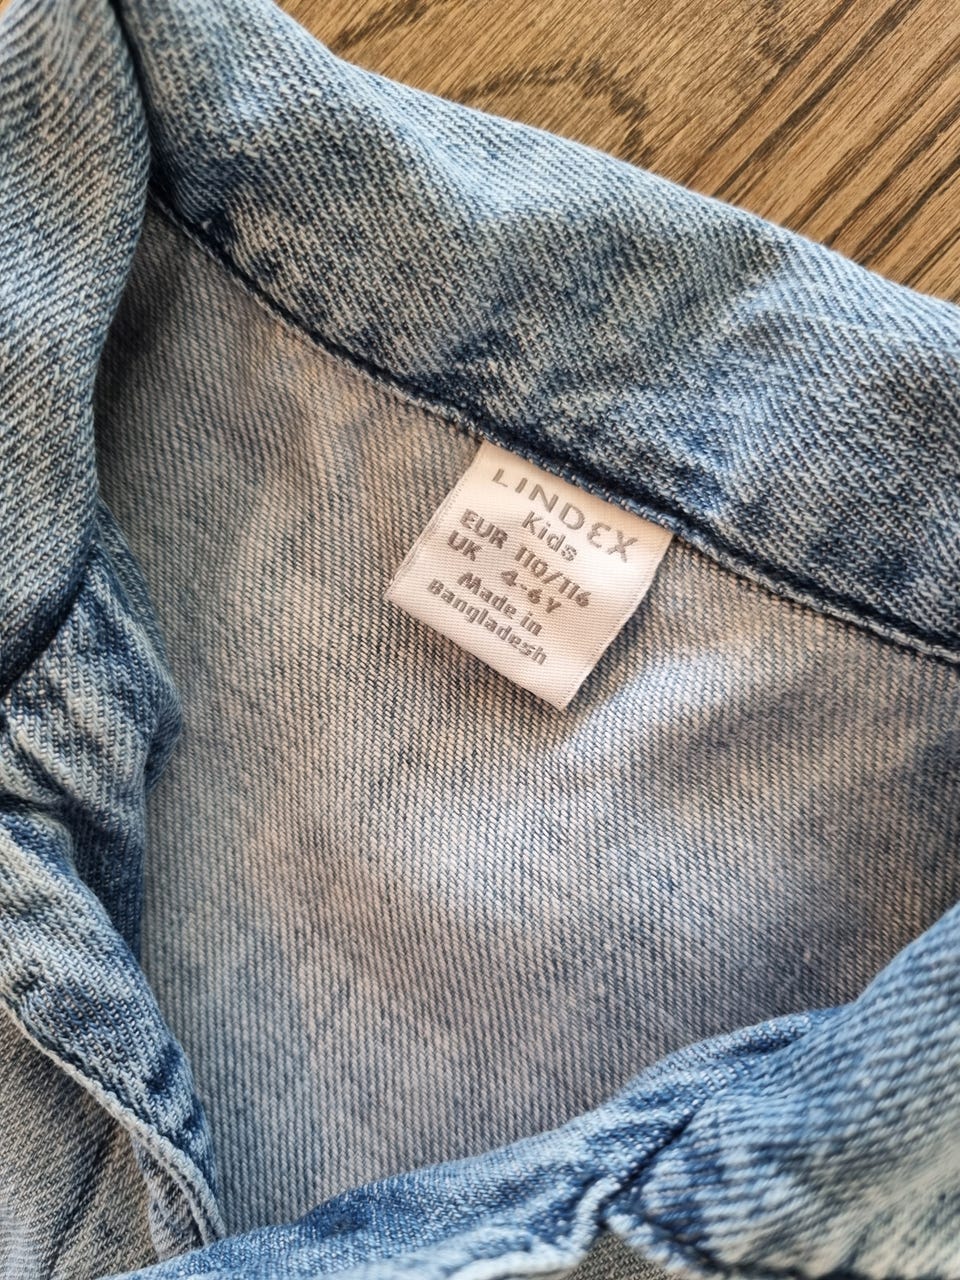 LINDEX
Kids
EUR 110/116
UK 4-6Y
Made in
Bangladesh